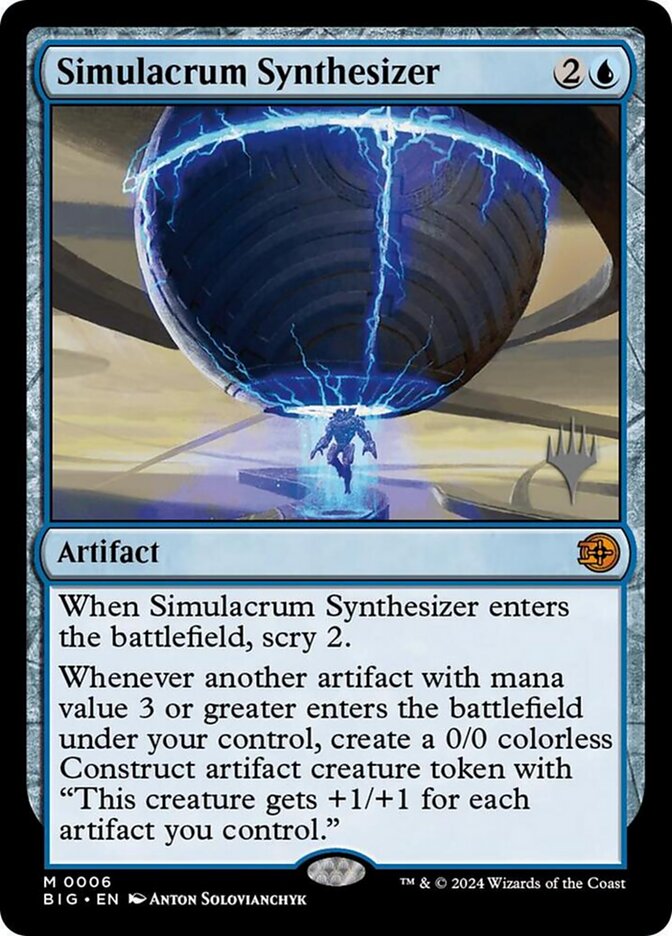 Simulacrum Synthesizer 2
Artifact
When Simulacrum Synthesizer enters
the battlefield, scry 2.
Whenever another artifact with mana
value 3 or greater enters the battlefield
under your control, create a 0/0 colorless
Construct artifact creature token with
“This creature gets +1/+1 for each
artifact you control.”
M 0006
BIG • EN Anton Solovianchyk
™ & © 2024 Wizards of the Coast